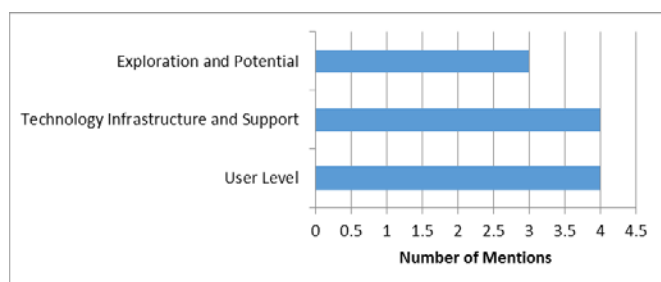 Exploration and Potential
Technology Infrastructure and Support
User Level
0 0.5 1 1.5 2 2.5 3 3.5 4 4.5
Number of Mentions